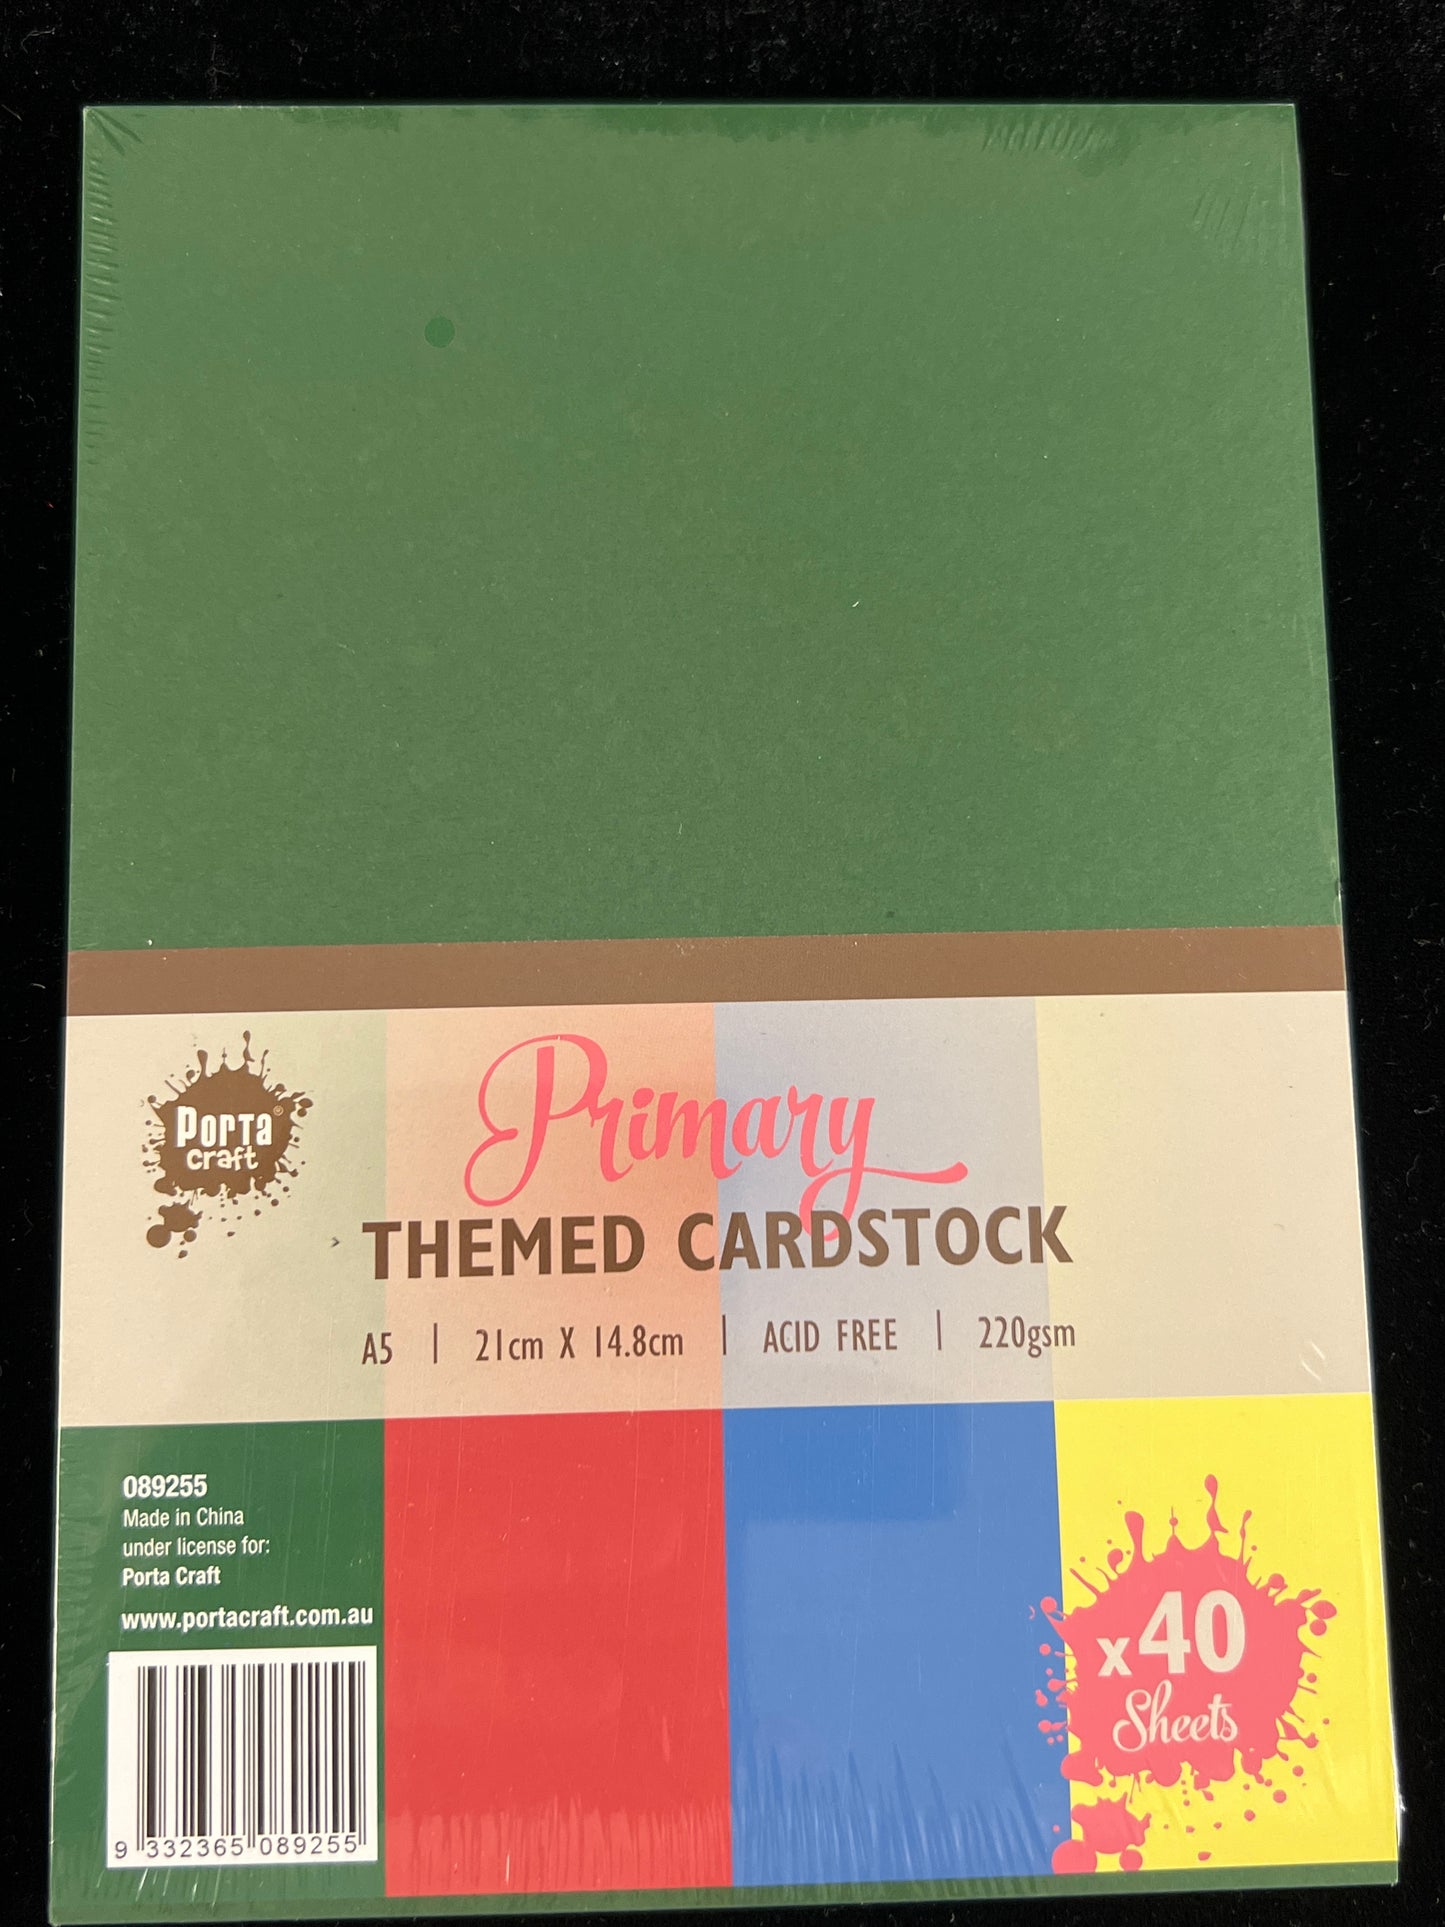 PORTA®
craft
Primary
THEMED CARDSTOCK
A5 | 21cm X 14.8cm | ACID FREE | 220gsm
089255
Made in China
under license for:
Porta Craft
www.portacraft.com.au
x40
Sheets
9 332365 089255